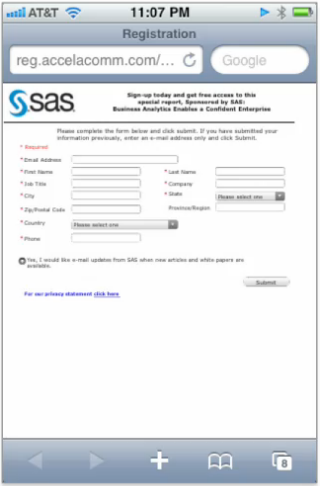 AT&T 11:07 PM
Registration
reg.accelacomm.com/... Google
sas
Sign-up today and get free access to this
special report, Sponsored by SAS:
Business Analytics Enables a Confident Enterprise
Please complete the form below and click submit. If you have submitted your
information previously, enter an e-mail address only and click Submit.
* Required
* Email Address
* First Name * Last Name
* Job Title * Company
* City * State Please select one
* Zip/Postal Code Province/Region
* Country Please select one
* Phone
Yes, I would like e-mail updates from SAS when new articles and white papers are
available.
Submit
For our privacy statement click here
8